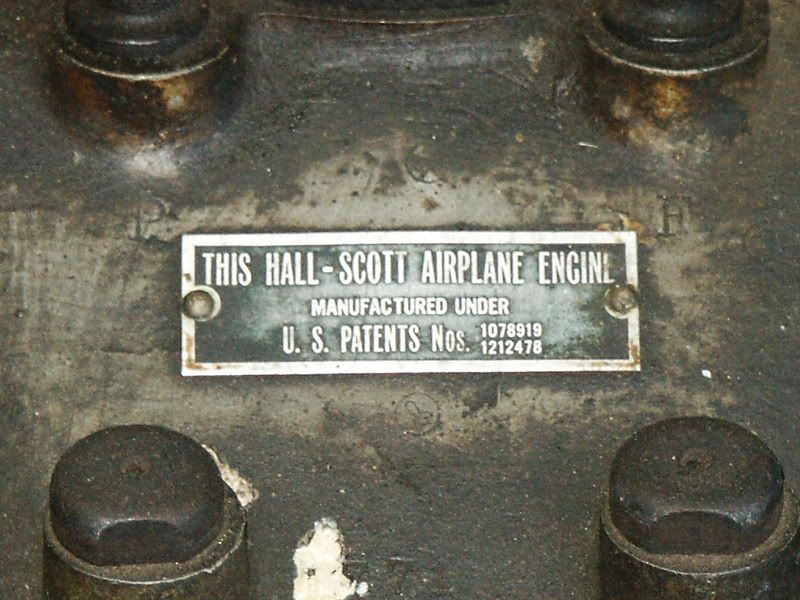 P F
THIS HALL-SCOTT AIRPLANE ENGINE
MANUFACTURED UNDER
U. S. PATENTS NOS. 1078919
1212478